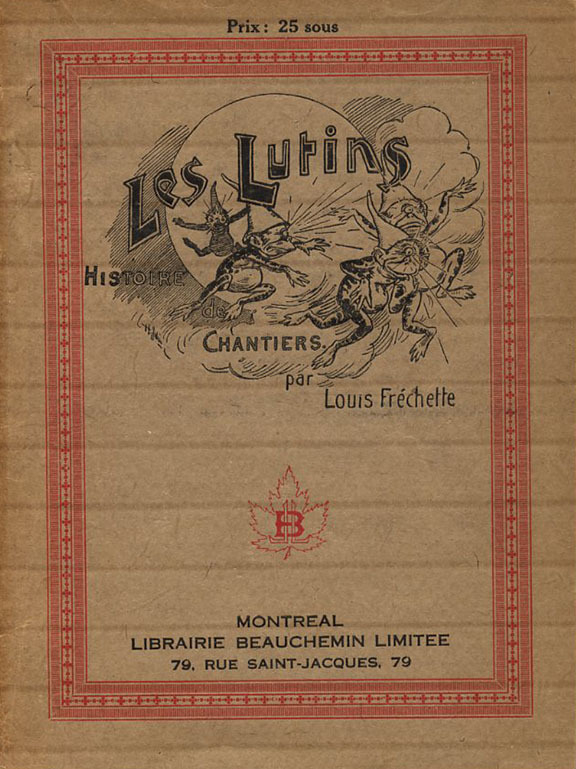 Prix : 25 sous
Les Lutins
HISTOIRE
de
CHANTIERS.
par
Louis Fréchette
LB
MONTREAL
LIBRAIRIE BEAUCHEMIN LIMITEE
79, RUE SAINT-JACQUES, 79